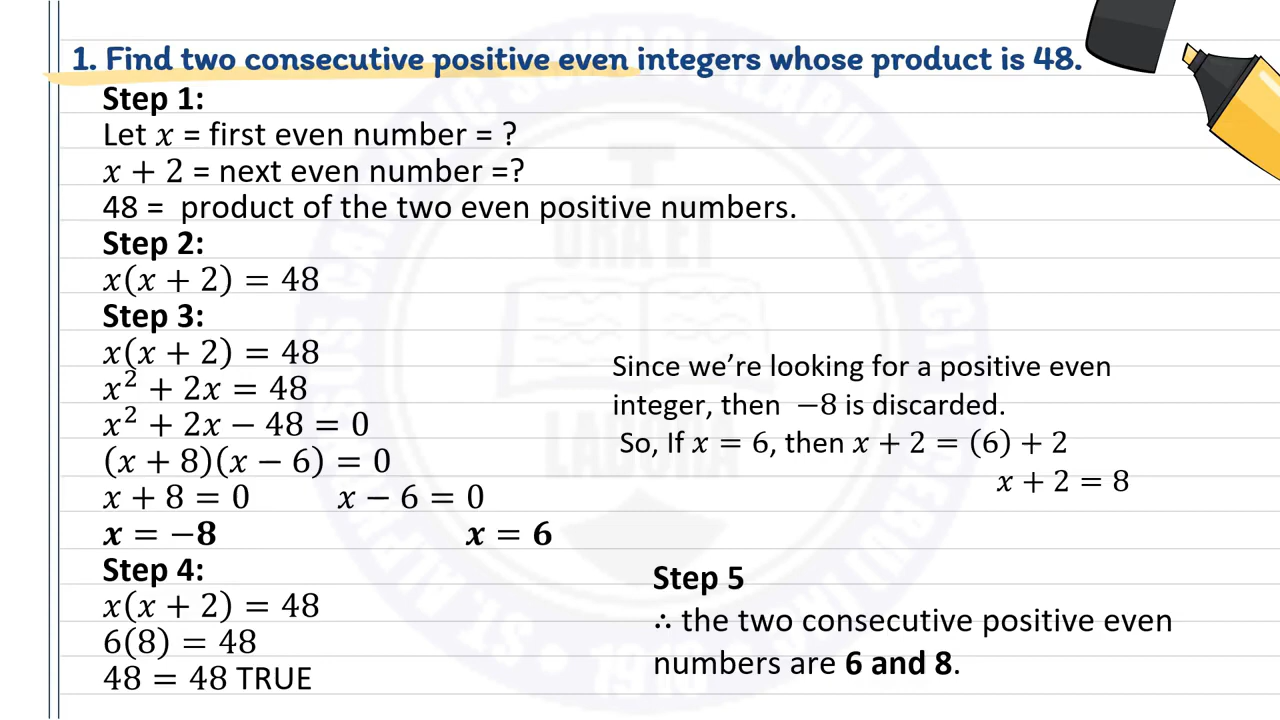 1. Find two consecutive positive even integers whose product is 48.
Step 1:
Let 𝑥 = first even number = ?
𝑥 + 2 = next even number =?
48 = product of the two even positive numbers.
Step 2:
𝑥(𝑥 + 2) = 48
Step 3:
𝑥(𝑥 + 2) = 48
𝑥² + 2𝑥 = 48
𝑥² + 2𝑥 − 48 = 0
(𝑥 + 8)(𝑥 − 6) = 0
𝑥 + 8 = 0 𝑥 − 6 = 0
𝒙 = −𝟖 𝒙 = 𝟔
Step 4:
𝑥(𝑥 + 2) = 48
6(8) = 48
48 = 48 TRUE
Since we’re looking for a positive even
integer, then −8 is discarded.
So, If 𝑥 = 6, then 𝑥 + 2 = (6) + 2
𝑥 + 2 = 8
Step 5
∴ the two consecutive positive even
numbers are 6 and 8.
ORA ET
LABORA